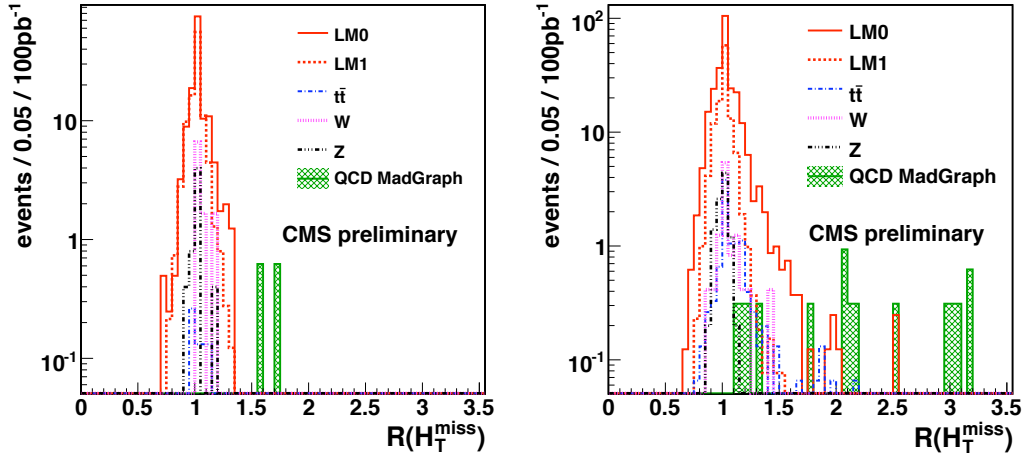 events / 0.05 / 100pb⁻¹
10
1
10⁻¹
LM0
LM1
tt̄
W
Z
QCD MadGraph
CMS preliminary
0 0.5 1 1.5 2 2.5 3 3.5
R(H_T^miss)
events / 0.05 / 100pb⁻¹
10²
10
1
10⁻¹
LM0
LM1
tt̄
W
Z
QCD MadGraph
CMS preliminary
0 0.5 1 1.5 2 2.5 3 3.5
R(H_T^miss)